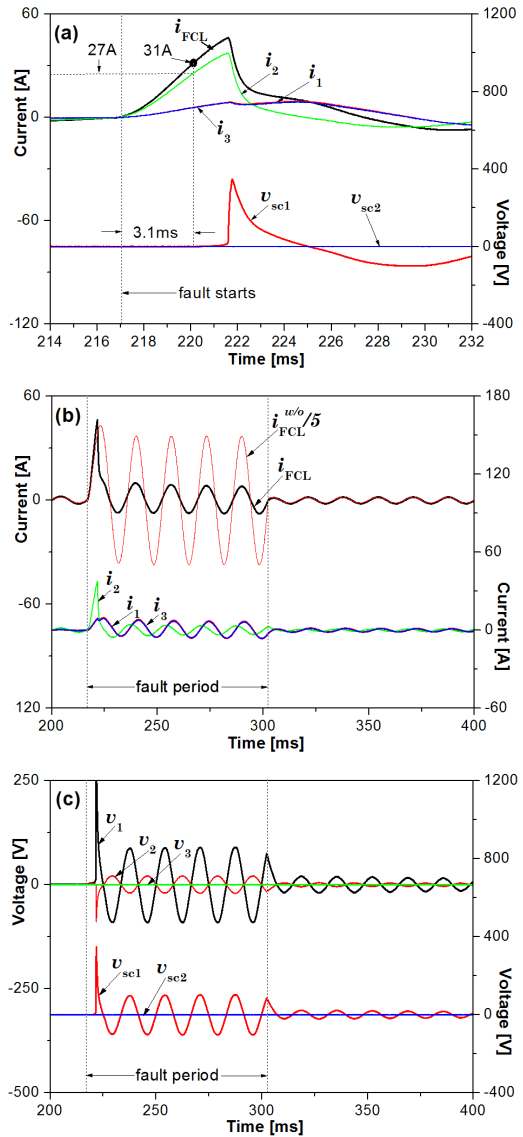 (a)
60
30
0
-30
-60
-90
-120
Current [A]
1200
800
400
0
-400
Voltage [V]
27A
31A
i_FCL
i_2
i_1
i_3
v_sc1
v_sc2
3.1ms
fault starts
214 216 218 220 222 224 226 228 230 232
Time [ms]
(b)
60
0
-60
120
Current [A]
180
120
60
0
-60
Current [A]
i_FCL^w/o/5
i_FCL
i_2
i_1
i_3
fault period
200 250 300 350 400
Time [ms]
(c)
250
0
-250
-500
Voltage [V]
1200
800
400
0
-400
Voltage [V]
v_1
v_2
v_3
v_sc1
v_sc2
fault period
200 250 300 350 400
Time [ms]